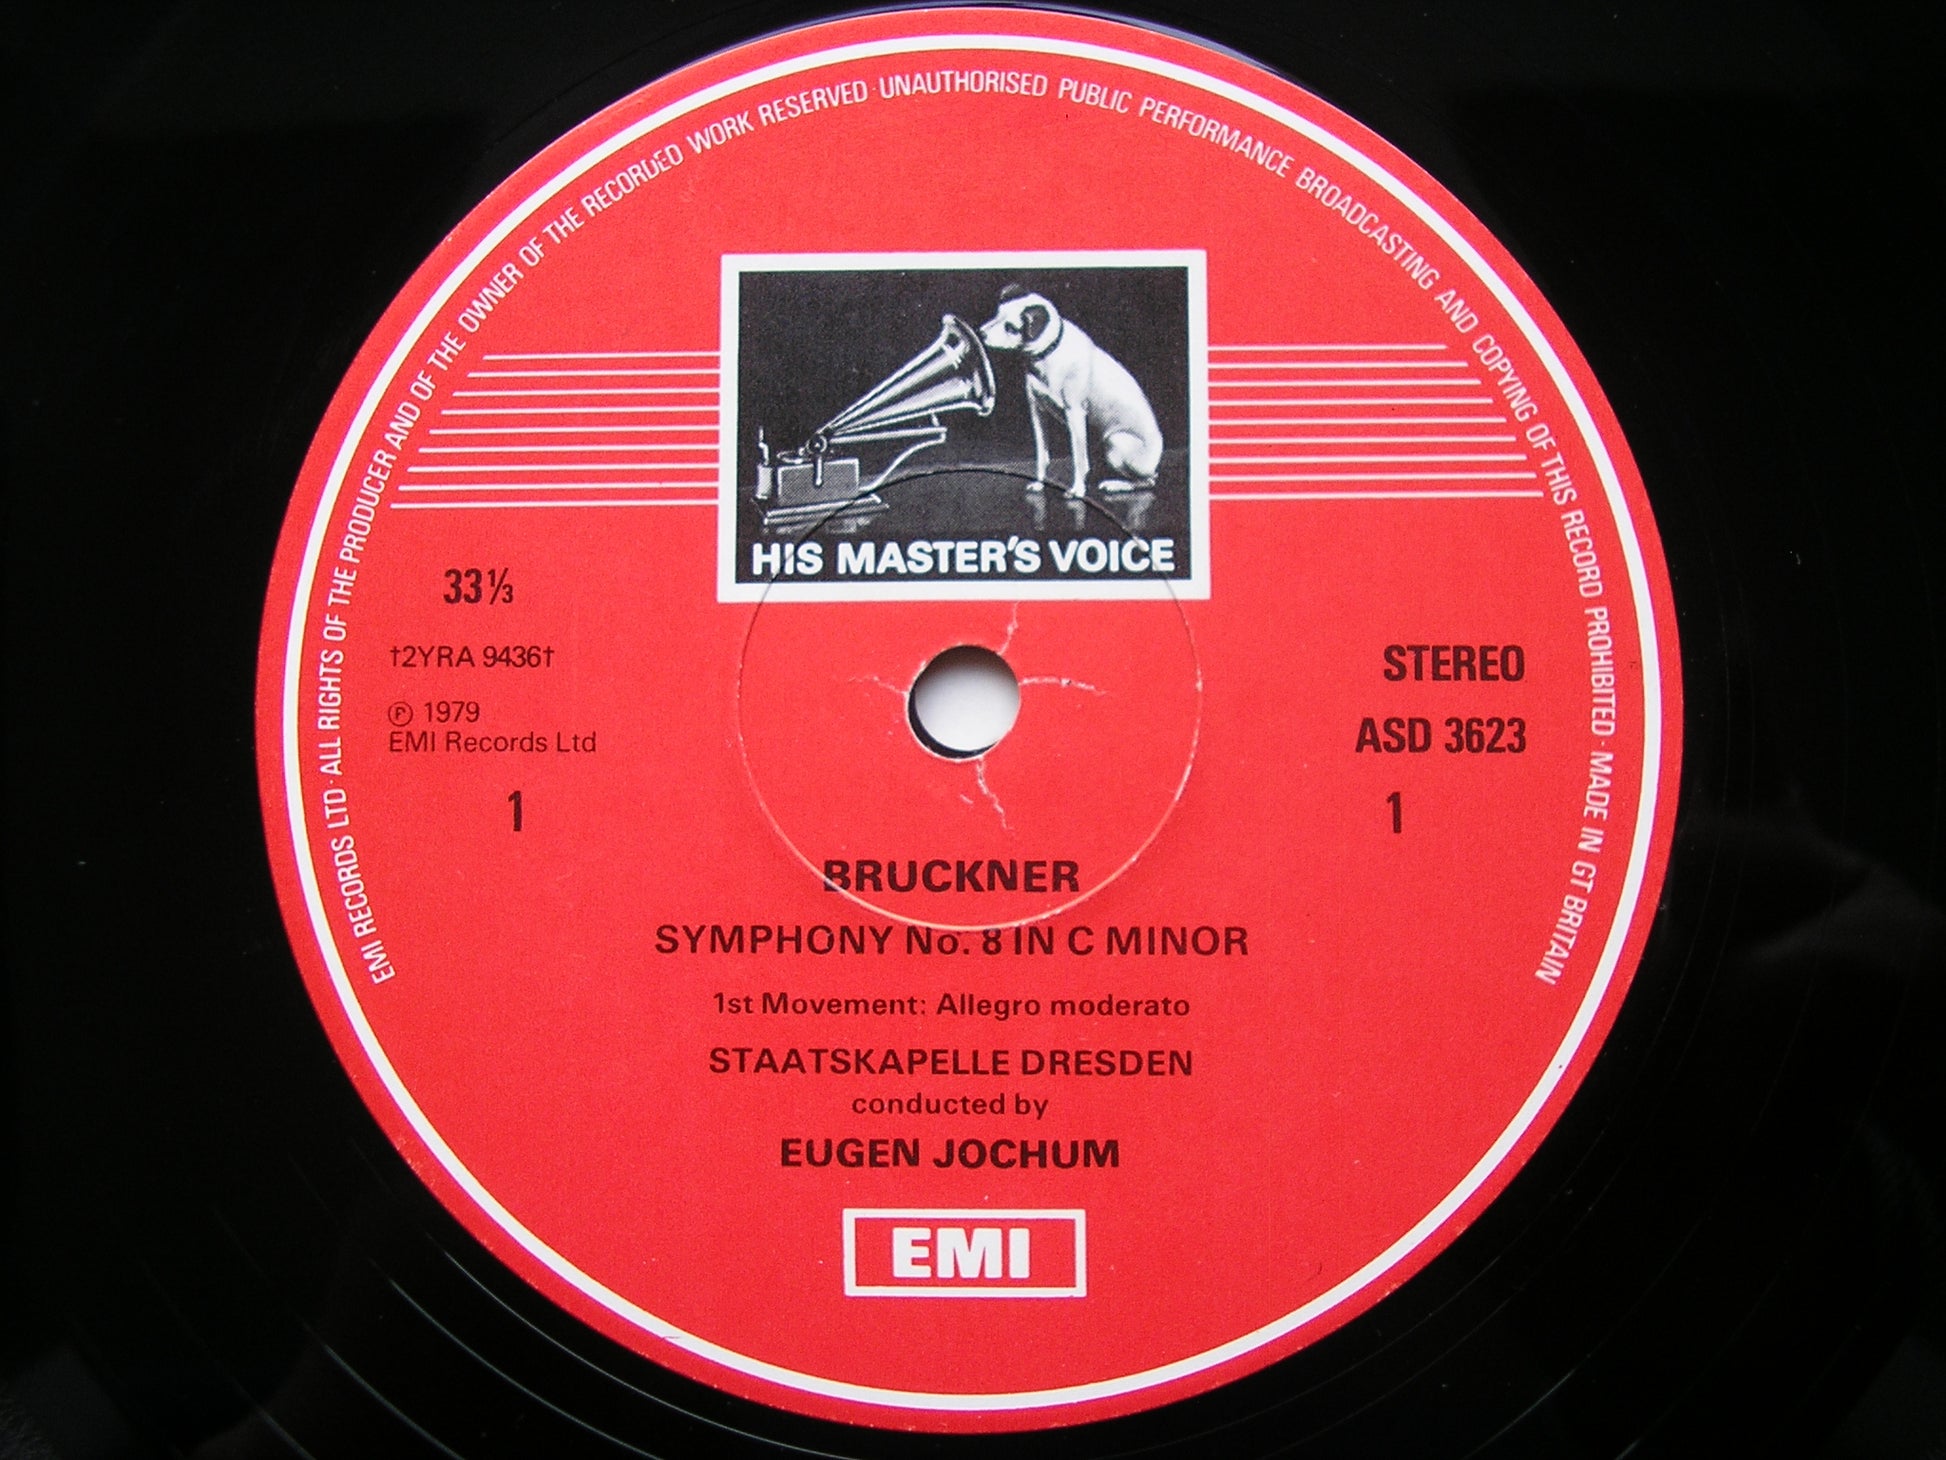 EMI RECORDS LTD · ALL RIGHTS OF THE PRODUCER AND OF THE OWNER OF THE RECORDED WORK RESERVED · UNAUTHORISED PUBLIC PERFORMANCE BROADCASTING AND COPYING OF THIS RECORD PROHIBITED · MADE IN GT BRITAIN
HIS MASTER'S VOICE
33⅓
†2YRA 9436†
℗ 1979
EMI Records Ltd
1
STEREO
ASD 3623
1
BRUCKNER
SYMPHONY No. 8 IN C MINOR
1st Movement: Allegro moderato
STAATSKAPELLE DRESDEN
conducted by
EUGEN JOCHUM
EMI